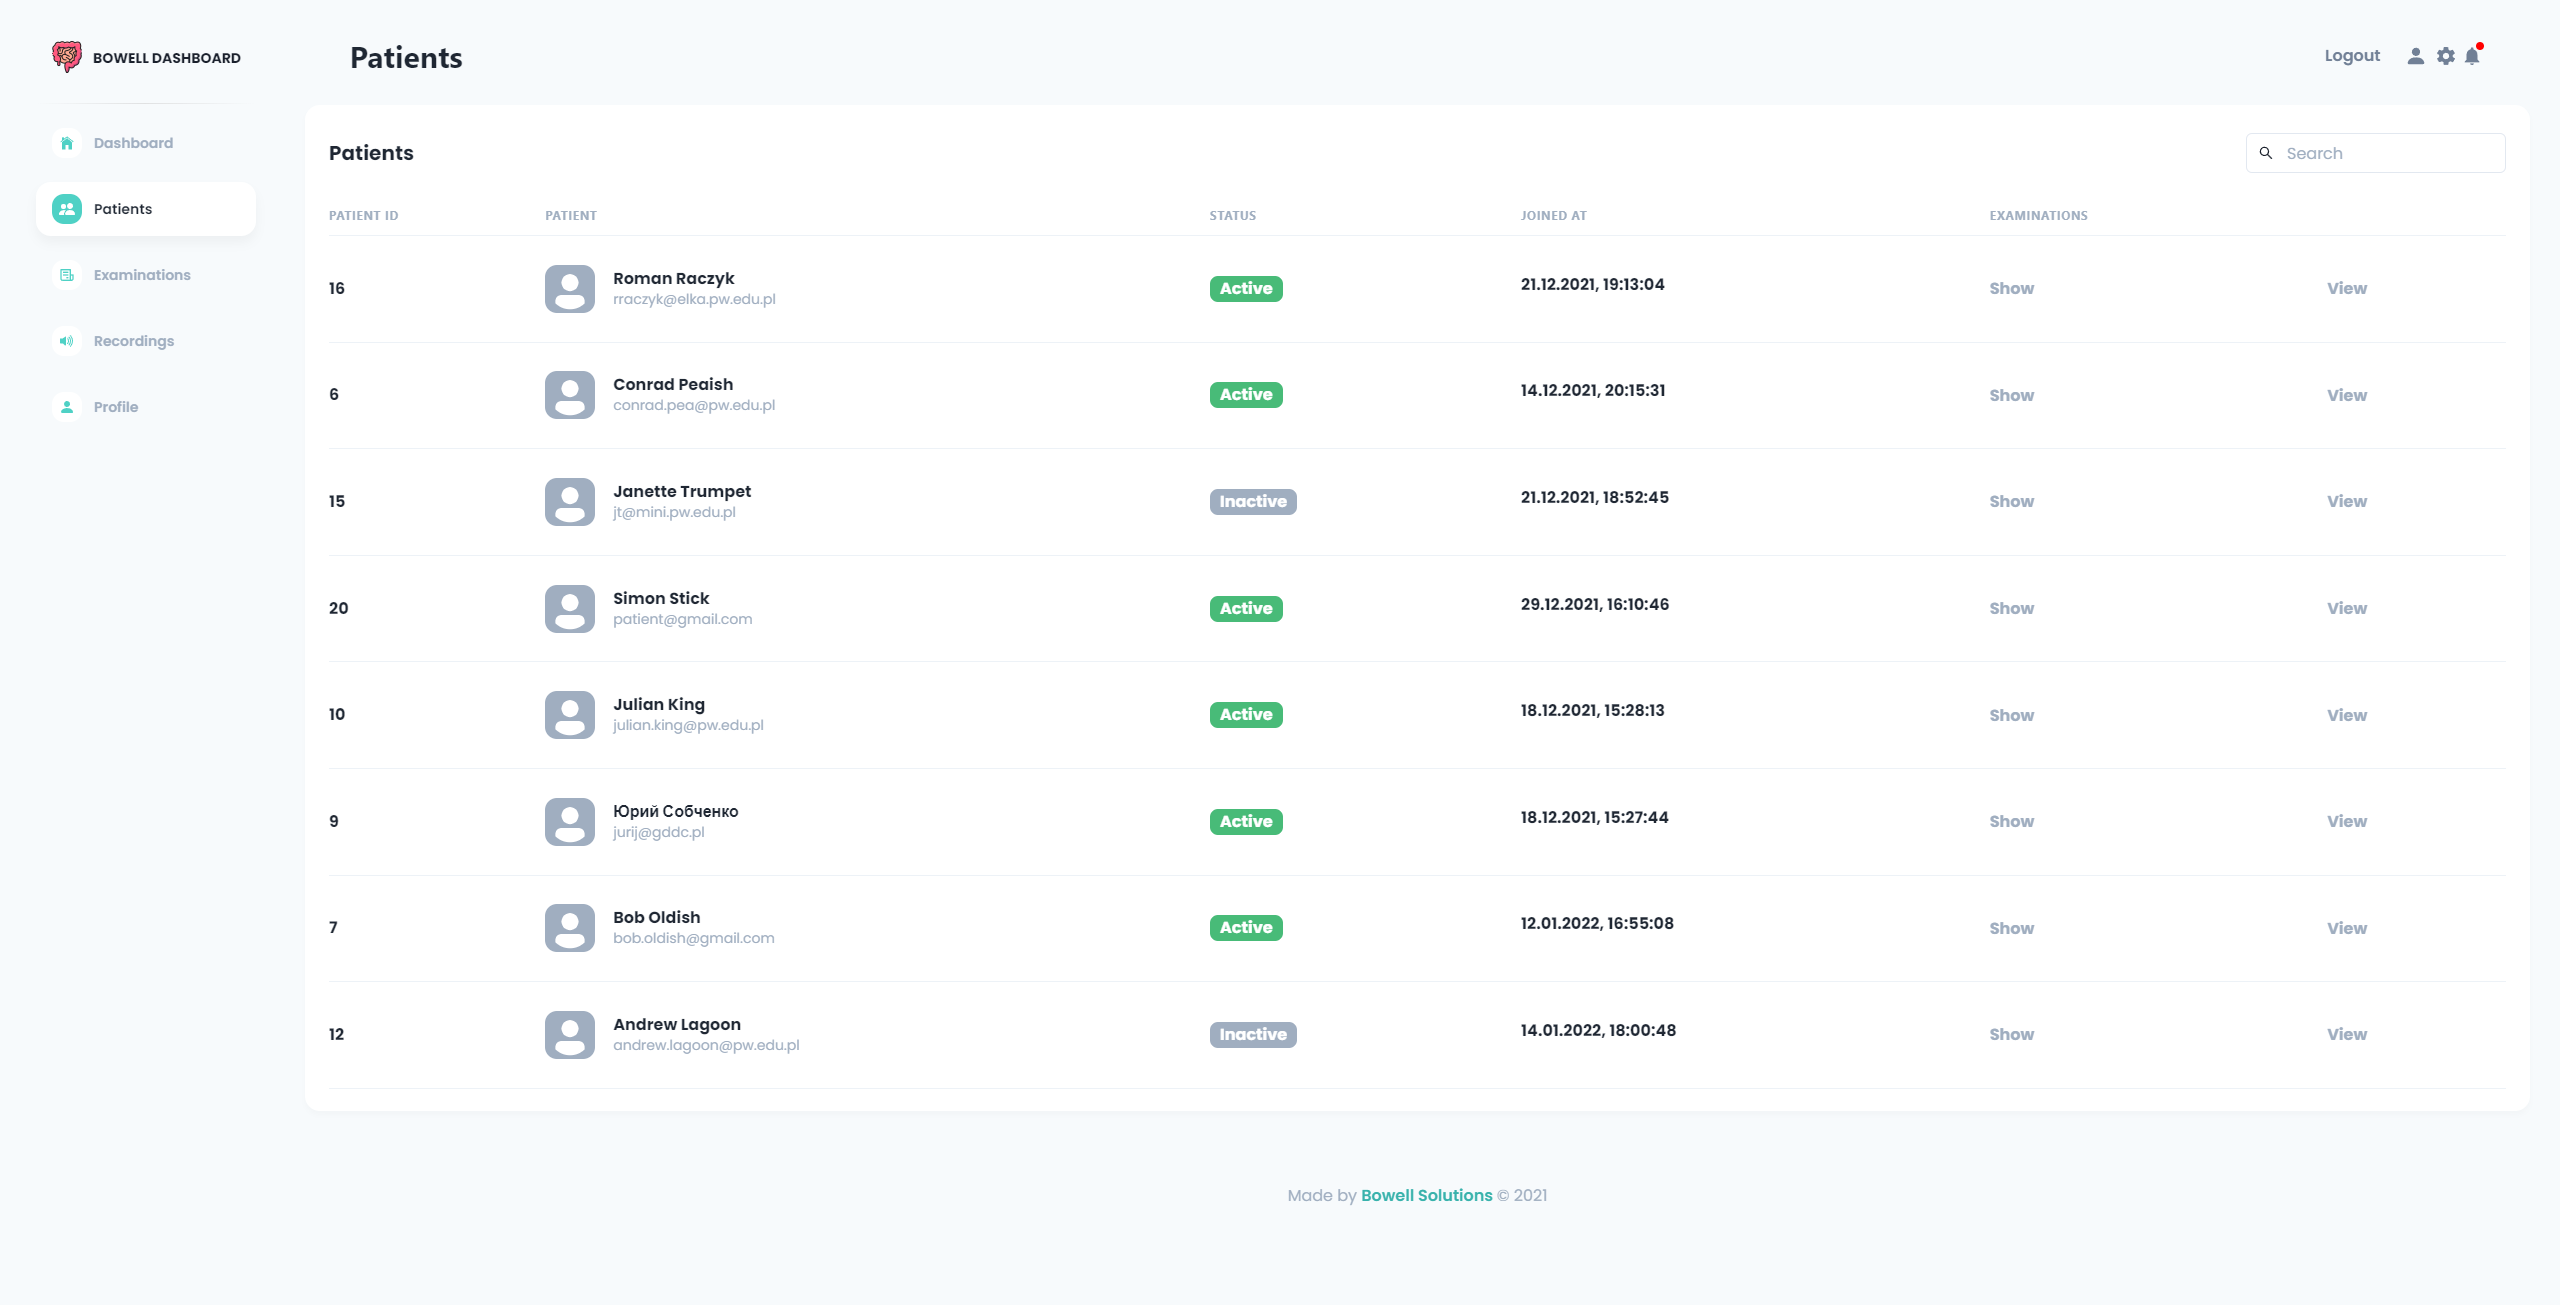 BOWELL DASHBOARD
Patients
Logout
Dashboard
Patients
Examinations
Recordings
Profile
Patients
Search
PATIENT ID PATIENT STATUS JOINED AT EXAMINATIONS
16 Roman Raczyk Active 21.12.2021, 19:13:04 Show View
rraczyk@elka.pw.edu.pl
6 Conrad Peaish Active 14.12.2021, 20:15:31 Show View
conrad.pea@pw.edu.pl
15 Janette Trumpet Inactive 21.12.2021, 18:52:45 Show View
jt@mini.pw.edu.pl
20 Simon Stick Active 29.12.2021, 16:10:46 Show View
patient@gmail.com
10 Julian King Active 18.12.2021, 15:28:13 Show View
julian.king@pw.edu.pl
9 Юрий Собченко Active 18.12.2021, 15:27:44 Show View
jurij@gddc.pl
7 Bob Oldish Active 12.01.2022, 16:55:08 Show View
bob.oldish@gmail.com
12 Andrew Lagoon Inactive 14.01.2022, 18:00:48 Show View
andrew.lagoon@pw.edu.pl
Made by Bowell Solutions © 2021